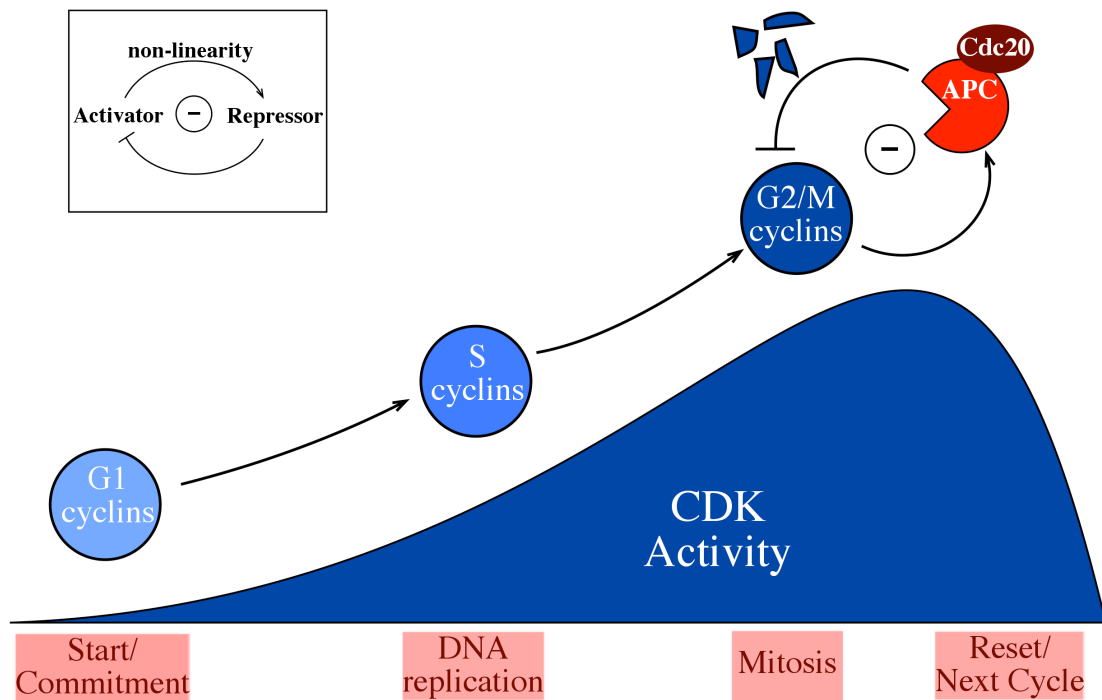 non-linearity
Activator
−
Repressor
Cdc20
APC
−
G2/M
cyclins
S
cyclins
G1
cyclins
CDK
Activity
Start/
Commitment
DNA
replication
Mitosis
Reset/
Next Cycle